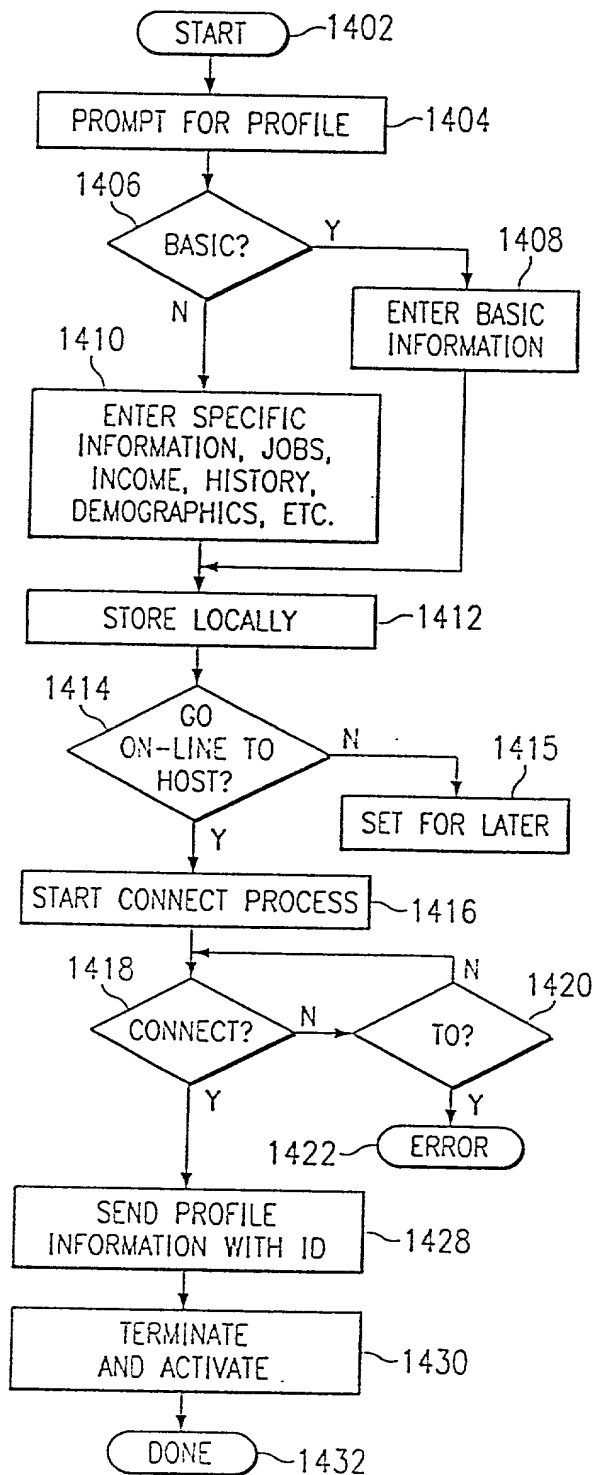 START
1402
PROMPT FOR PROFILE
1404
1406
BASIC?
Y
N
1408
ENTER BASIC
INFORMATION
1410
ENTER SPECIFIC
INFORMATION, JOBS,
INCOME, HISTORY,
DEMOGRAPHICS, ETC.
STORE LOCALLY
1412
1414
GO
ON-LINE TO
HOST?
N
Y
1415
SET FOR LATER
START CONNECT PROCESS
1416
1418
CONNECT?
N
Y
N
1420
TO?
Y
1422
ERROR
SEND PROFILE
INFORMATION WITH ID
1428
TERMINATE
AND ACTIVATE
1430
DONE
1432